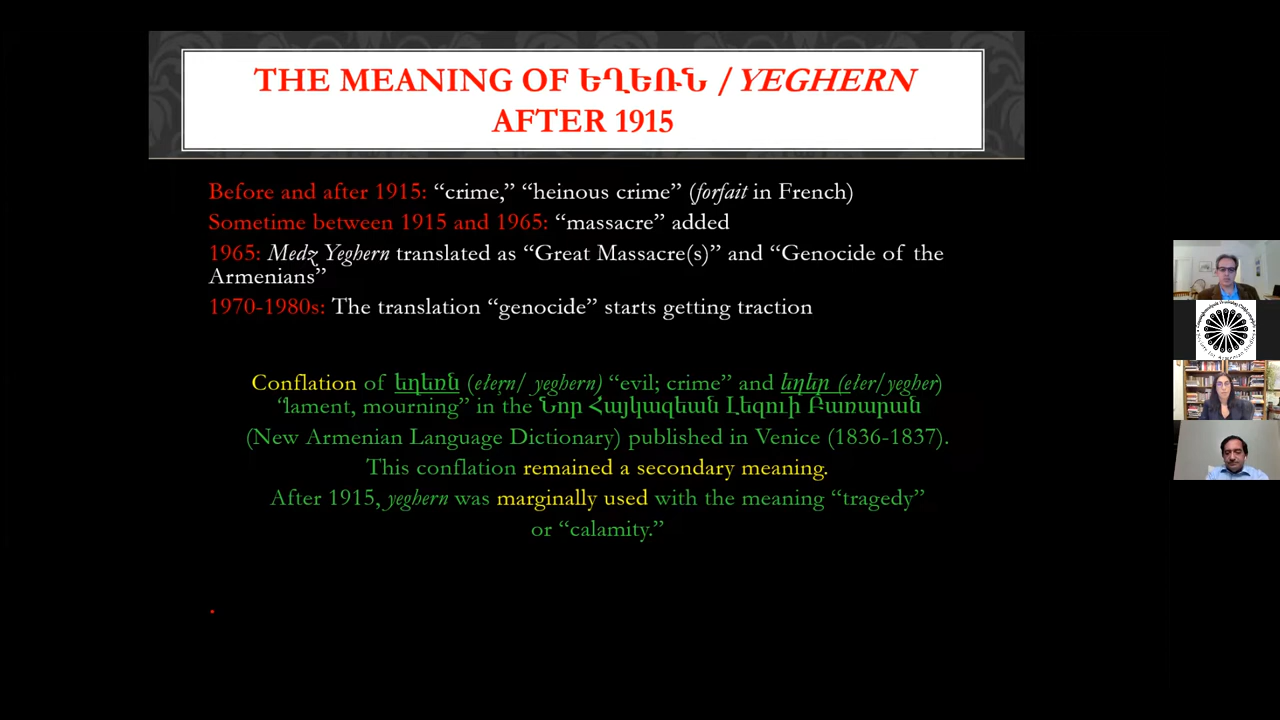 THE MEANING OF ԵՂԵՌՆ / YEGHERN
AFTER 1915
Before and after 1915: “crime,” “heinous crime” (forfait in French)
Sometime between 1915 and 1965: “massacre” added
1965: Medz Yeghern translated as “Great Massacre(s)” and “Genocide of the
Armenians”
1970-1980s: The translation “genocide” starts getting traction
Conflation of եղեռն (ełeṛn/ yeghern) “evil; crime” and եղեր (ełer/yegher)
“lament, mourning” in the Նոր Հայկազեան Լեզուի Բառարան
(New Armenian Language Dictionary) published in Venice (1836-1837).
This conflation remained a secondary meaning.
After 1915, yeghern was marginally used with the meaning “tragedy”
or “calamity.”
.